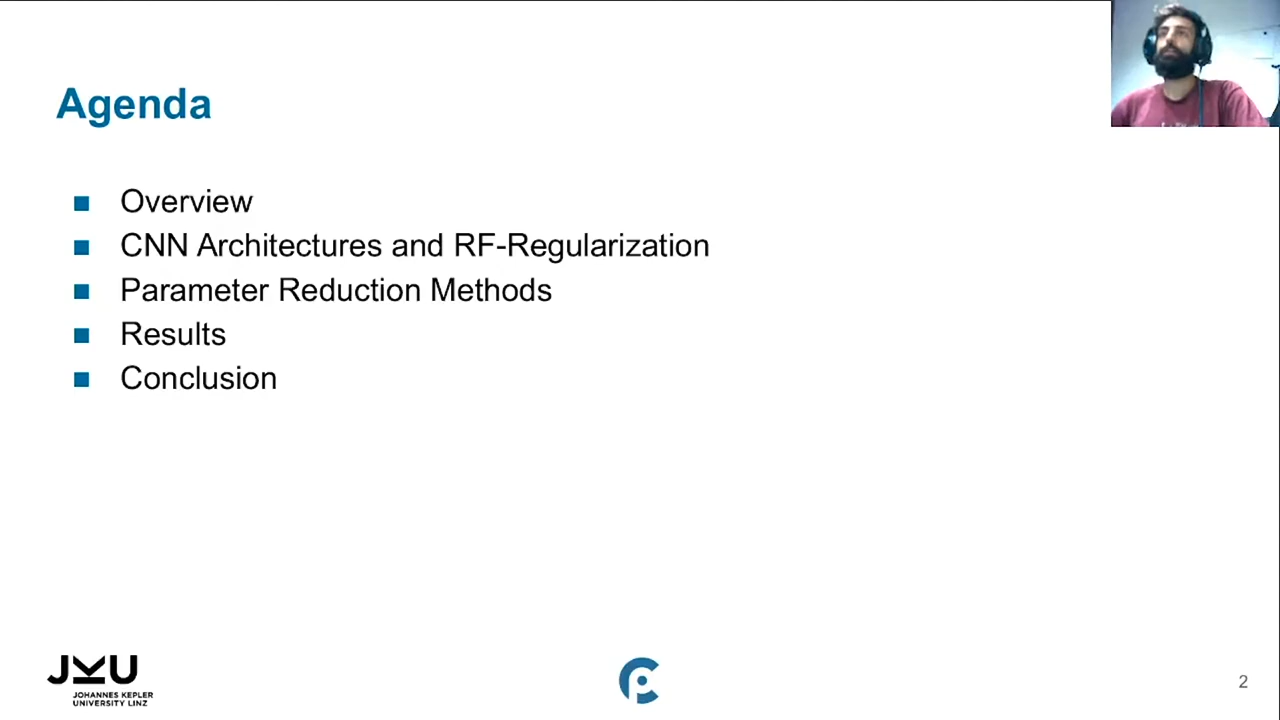 Agenda
Overview
CNN Architectures and RF-Regularization
Parameter Reduction Methods
Results
Conclusion
JKU
JOHANNES KEPLER
UNIVERSITY LINZ
2